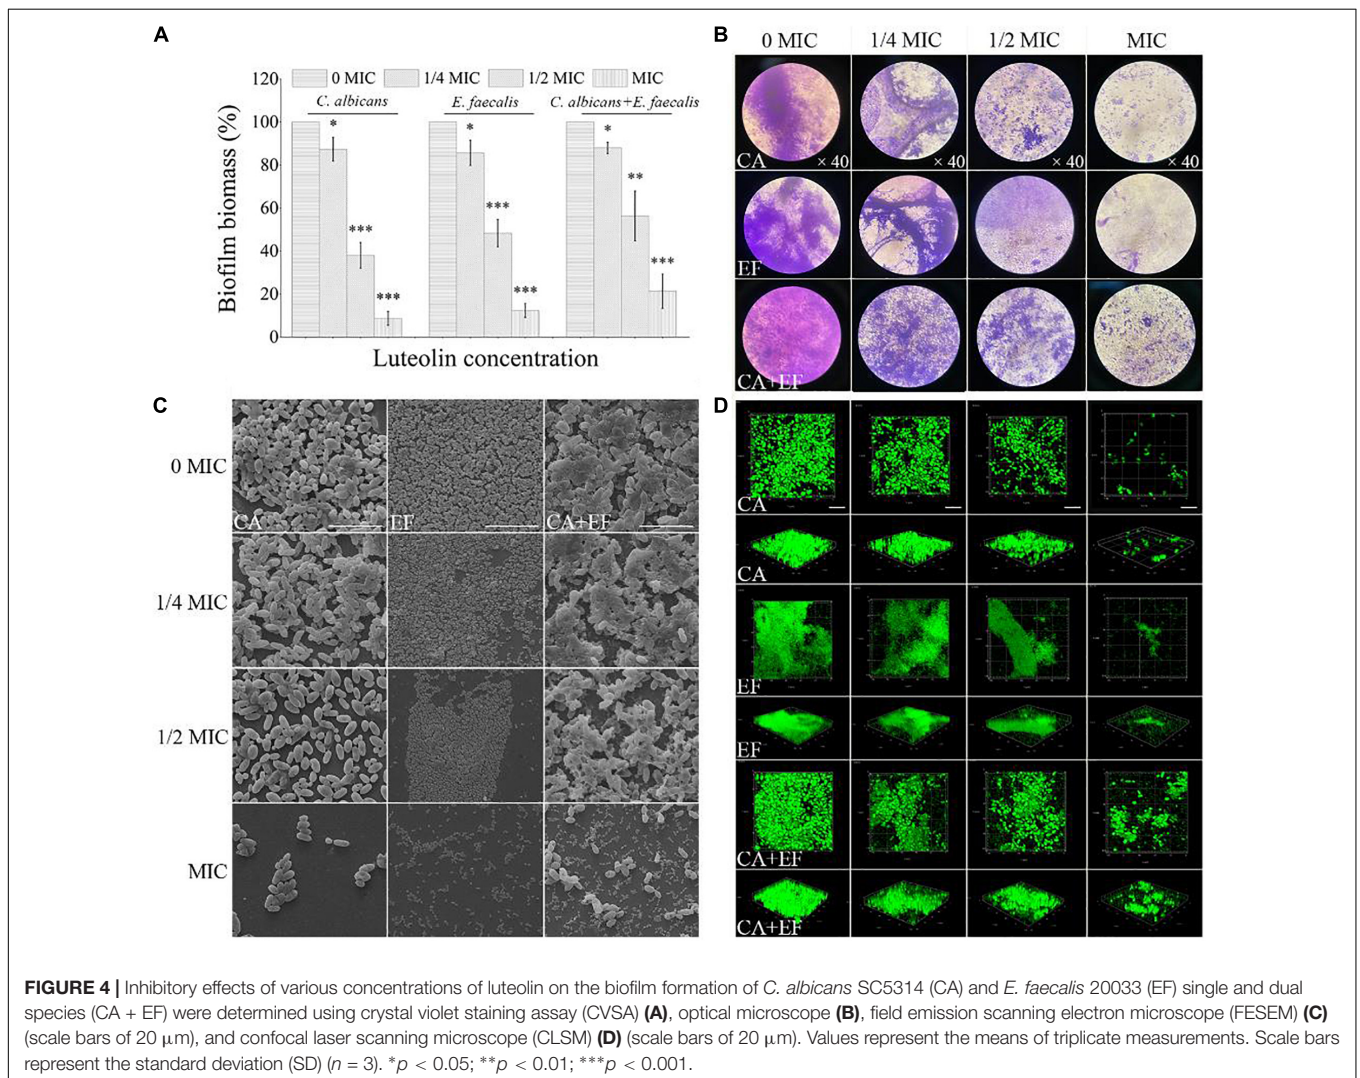 A
120
100
80
60
40
20
0
Biofilm biomass (%)
0 MIC 1/4 MIC 1/2 MIC MIC
C. albicans E. faecalis C. albicans+E. faecalis
* *** ***
* *** ***
* ** ***
Luteolin concentration
B
0 MIC 1/4 MIC 1/2 MIC MIC
CA × 40 × 40 × 40 × 40
EF
CA+EF
C
0 MIC
CA EF CA+EF
1/4 MIC
1/2 MIC
MIC
D
CA
CA
EF
EF
CA+EF
CA+EF
FIGURE 4 | Inhibitory effects of various concentrations of luteolin on the biofilm formation of C. albicans SC5314 (CA) and E. faecalis 20033 (EF) single and dual
species (CA + EF) were determined using crystal violet staining assay (CVSA) (A), optical microscope (B), field emission scanning electron microscope (FESEM) (C)
(scale bars of 20 μm), and confocal laser scanning microscope (CLSM) (D) (scale bars of 20 μm). Values represent the means of triplicate measurements. Scale bars
represent the standard deviation (SD) (n = 3). *p < 0.05; **p < 0.01; ***p < 0.001.